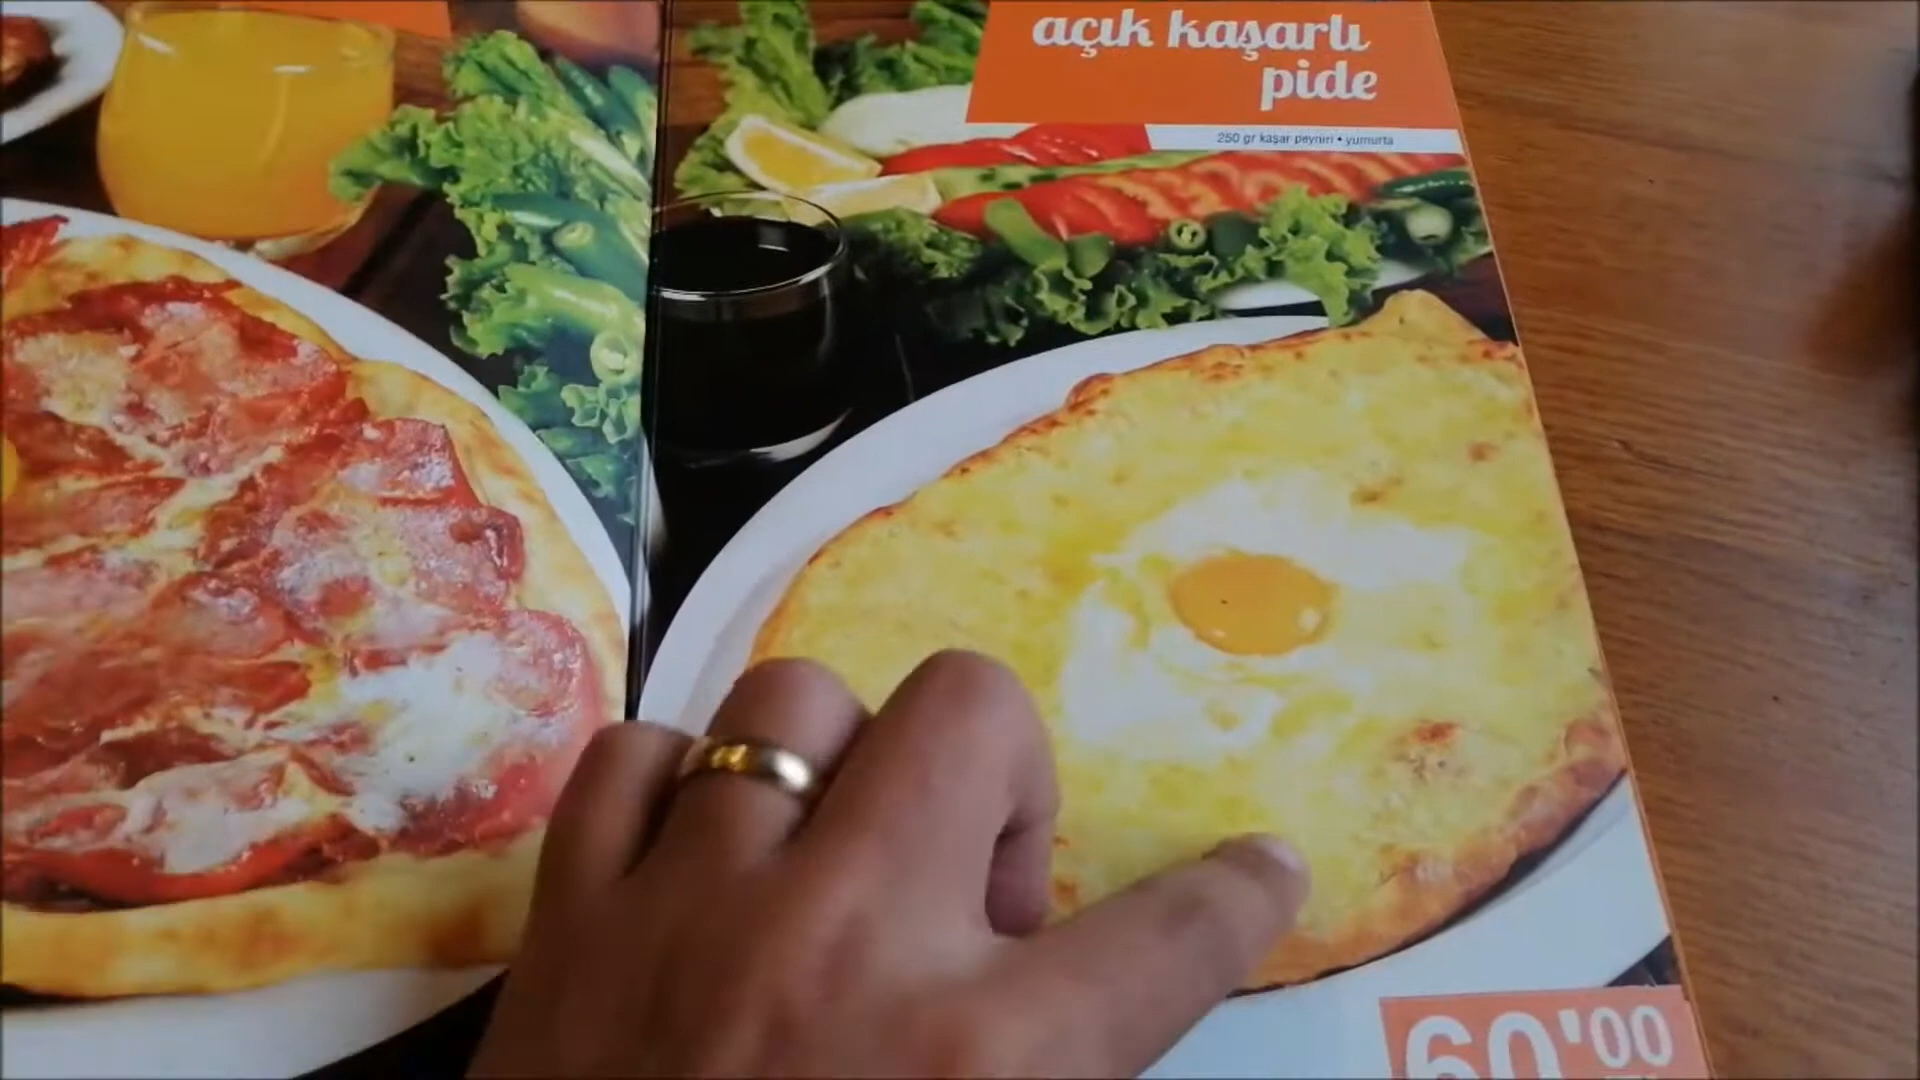 açık kaşarlı
pide
250 gr kaşar peyniri • yumurta
60'00